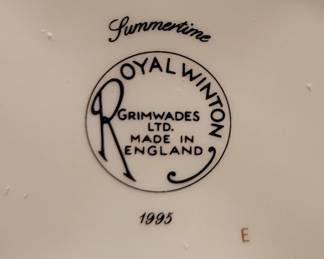 Summertime
ROYAL WINTON
GRIMWADES
LTD.
MADE IN
ENGLAND
1995
E